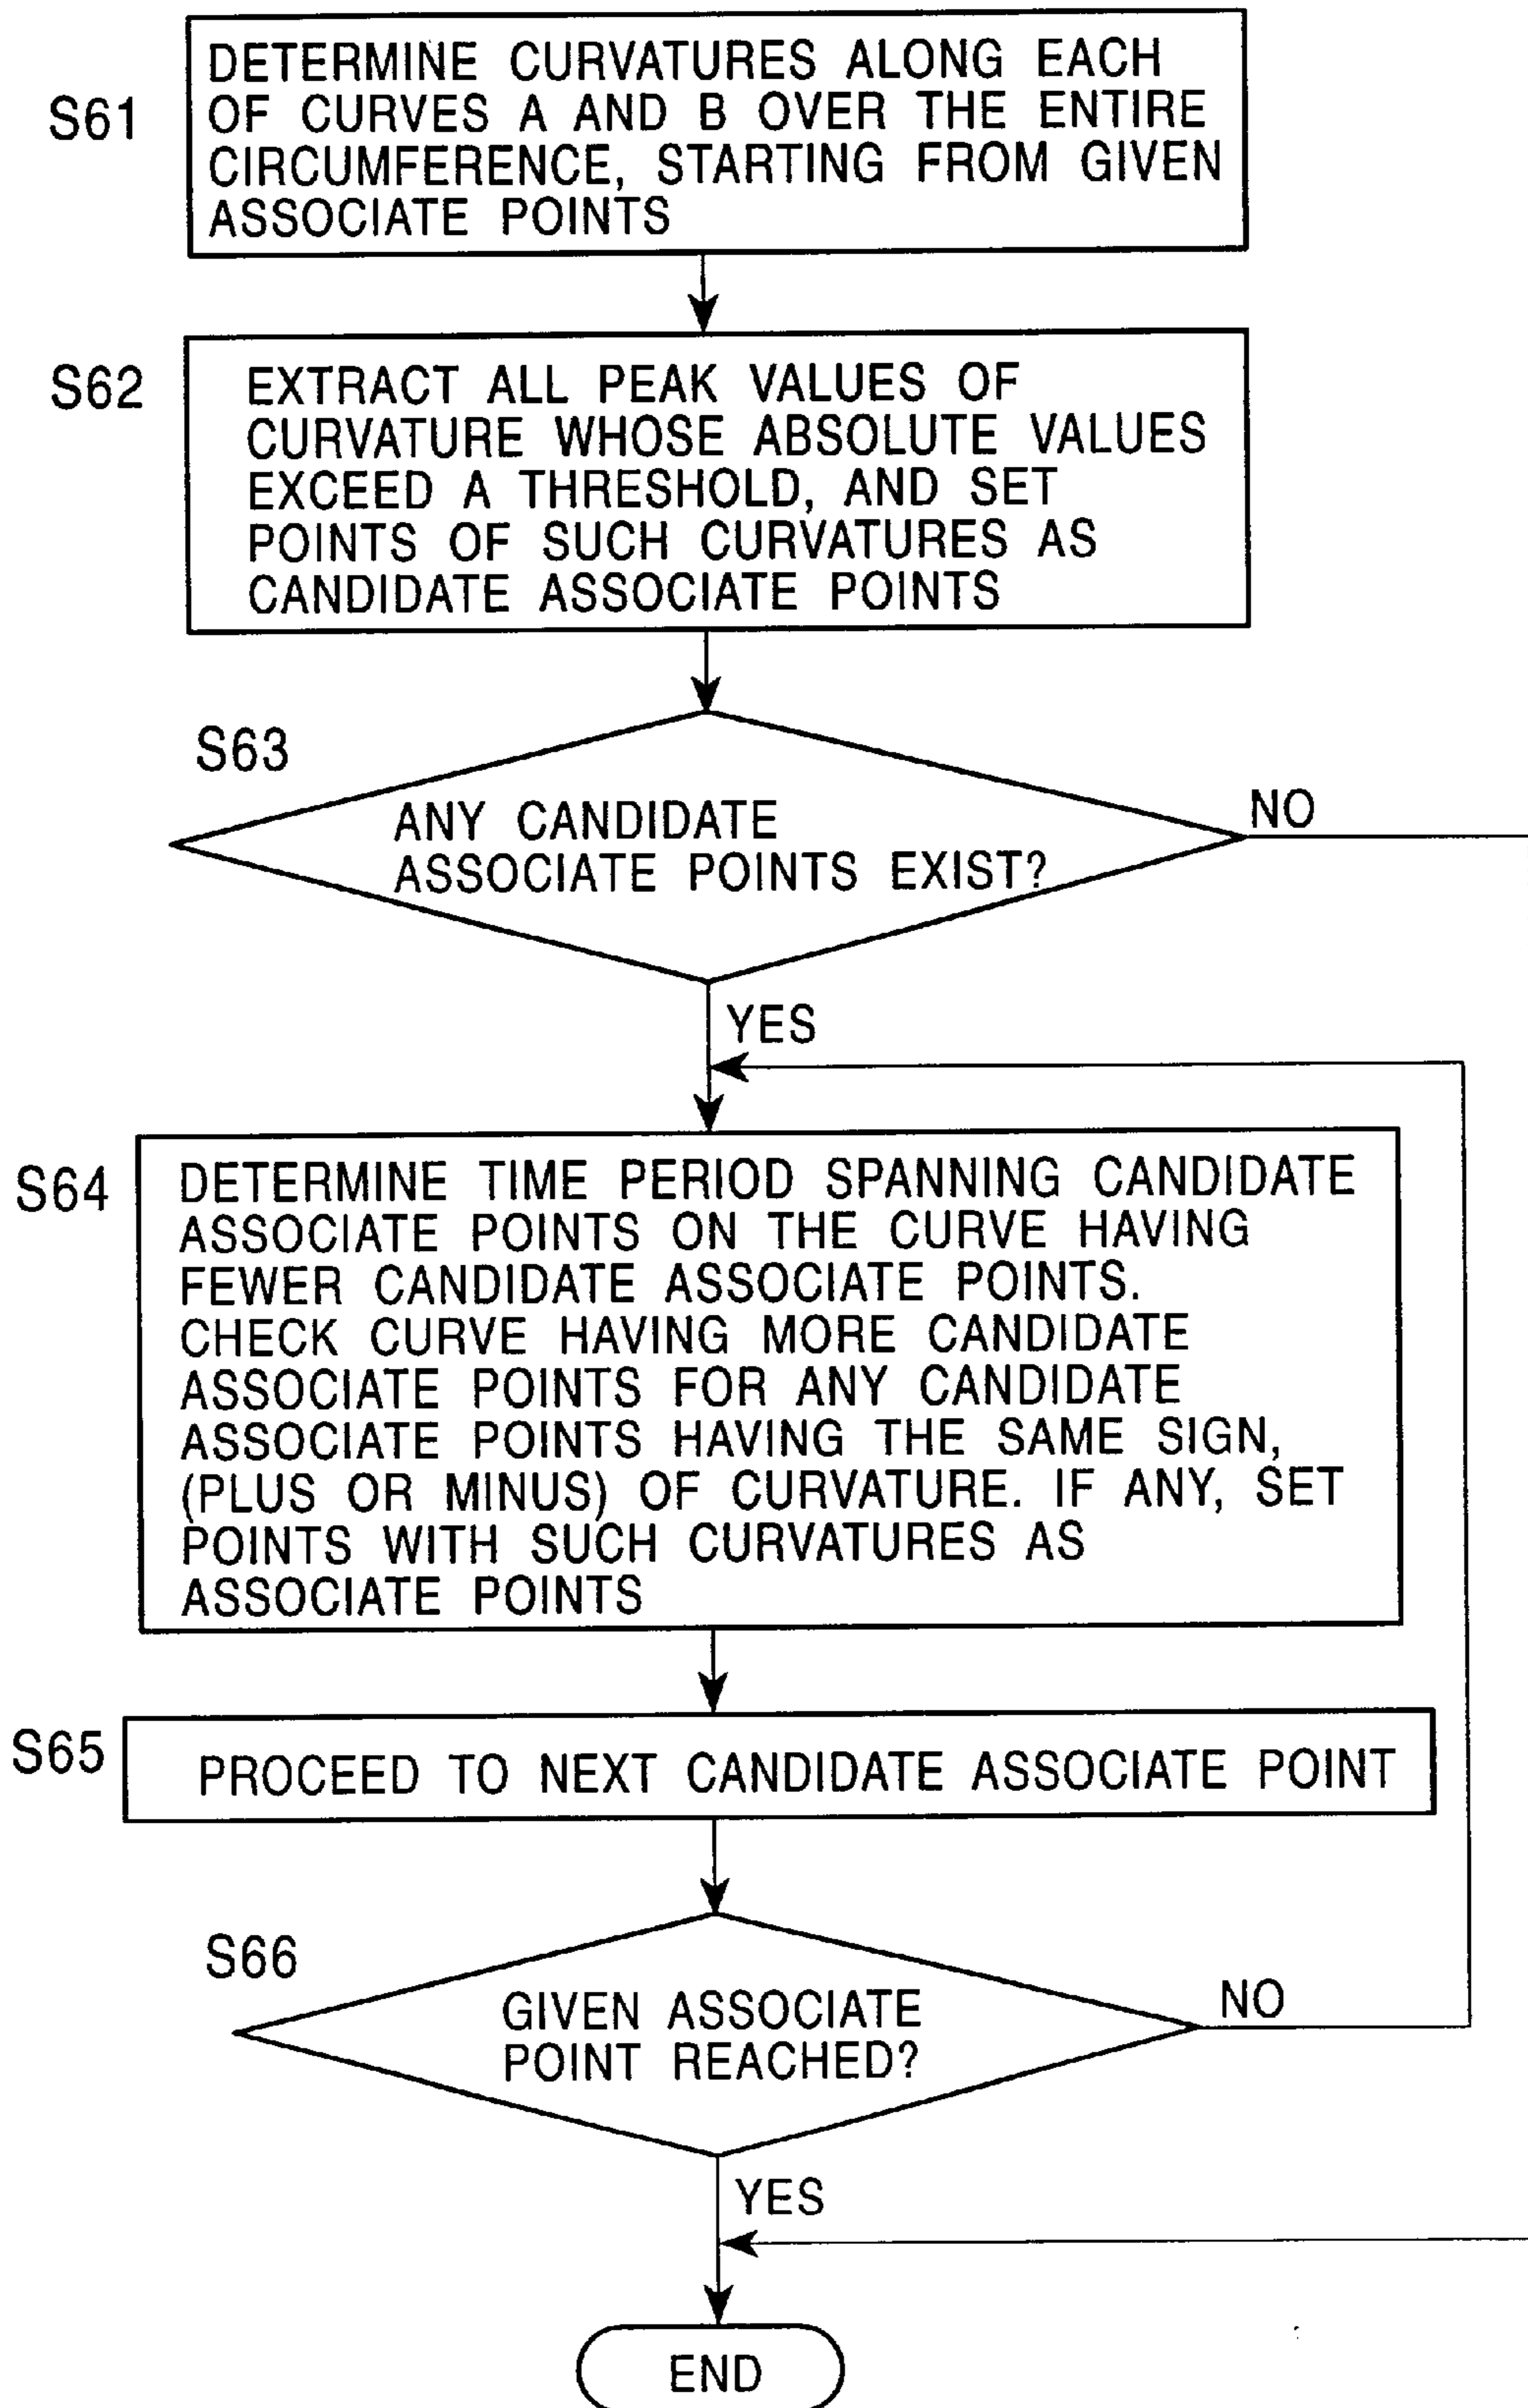 S61
DETERMINE CURVATURES ALONG EACH
OF CURVES A AND B OVER THE ENTIRE
CIRCUMFERENCE, STARTING FROM GIVEN
ASSOCIATE POINTS
S62
EXTRACT ALL PEAK VALUES OF
CURVATURE WHOSE ABSOLUTE VALUES
EXCEED A THRESHOLD, AND SET
POINTS OF SUCH CURVATURES AS
CANDIDATE ASSOCIATE POINTS
S63
ANY CANDIDATE
ASSOCIATE POINTS EXIST?
NO
YES
S64
DETERMINE TIME PERIOD SPANNING CANDIDATE
ASSOCIATE POINTS ON THE CURVE HAVING
FEWER CANDIDATE ASSOCIATE POINTS.
CHECK CURVE HAVING MORE CANDIDATE
ASSOCIATE POINTS FOR ANY CANDIDATE
ASSOCIATE POINTS HAVING THE SAME SIGN,
(PLUS OR MINUS) OF CURVATURE. IF ANY, SET
POINTS WITH SUCH CURVATURES AS
ASSOCIATE POINTS
S65
PROCEED TO NEXT CANDIDATE ASSOCIATE POINT
S66
GIVEN ASSOCIATE
POINT REACHED?
NO
YES
END